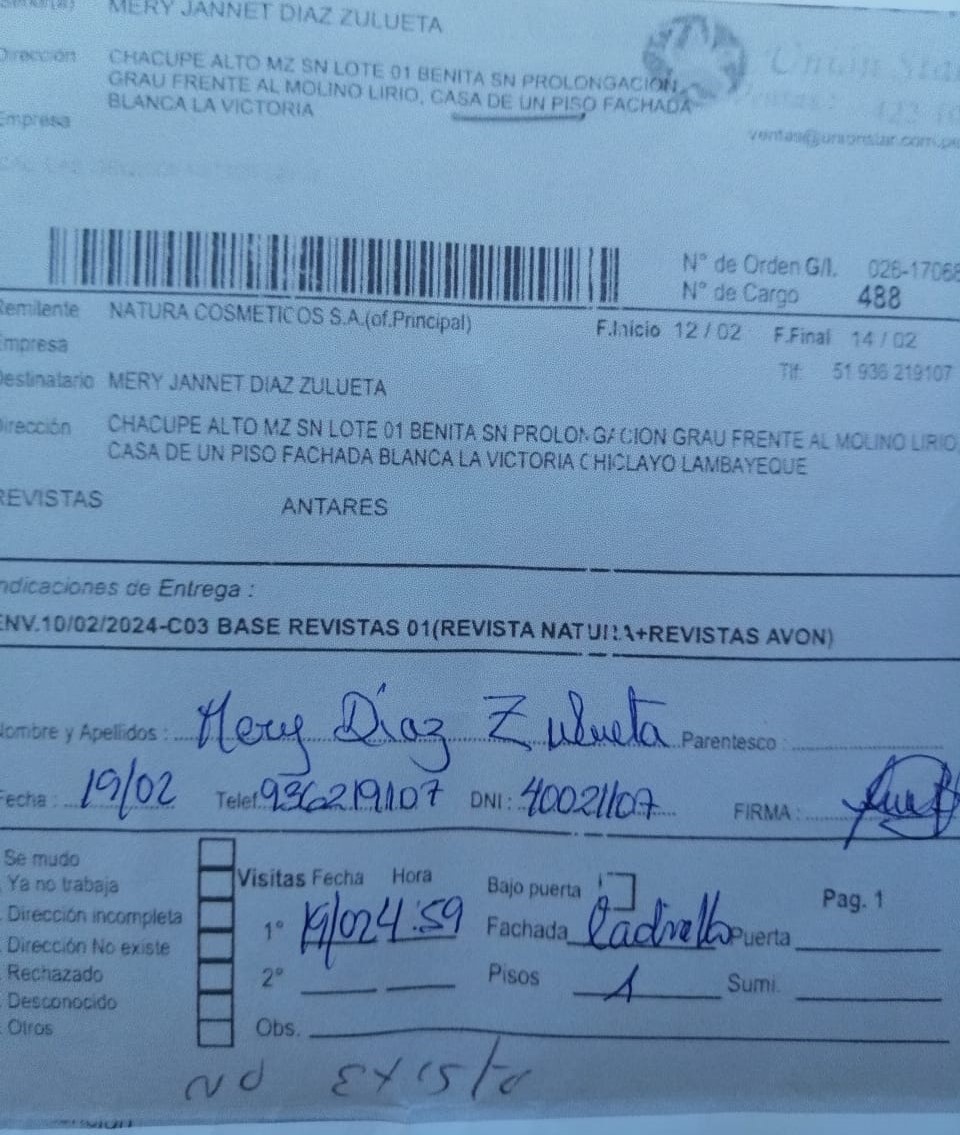 MERY JANNET DIAZ ZULUETA
Dirección CHACUPE ALTO MZ SN LOTE 01 BENITA SN PROLONGACION
GRAU FRENTE AL MOLINO LIRIO, CASA DE UN PISO FACHADA
BLANCA LA VICTORIA
Empresa
Unión Star
ventas@unionstar.com.pe
N° de Orden G/I. 026-17068
N° de Cargo 488
Remitente NATURA COSMETICOS S.A.(of.Principal) F.Inicio 12 / 02 F.Final 14 / 02
Empresa
Tlf: 51 936 219107
Destinatario MERY JANNET DIAZ ZULUETA
Dirección CHACUPE ALTO MZ SN LOTE 01 BENITA SN PROLONGACION GRAU FRENTE AL MOLINO LIRIO,
CASA DE UN PISO FACHADA BLANCA LA VICTORIA CHICLAYO LAMBAYEQUE
REVISTAS ANTARES
Indicaciones de Entrega :
ENV.10/02/2024-C03 BASE REVISTAS 01(REVISTA NATURA+REVISTAS AVON)
Nombre y Apellidos : Mery Díaz Zulueta Parentesco :
Fecha : 19/02 Telef 936219107 DNI : 40021107 FIRMA :
Se mudo
Ya no trabaja
Dirección incompleta
Dirección No existe
Rechazado
Desconocido
Otros
Visitas Fecha Hora Bajo puerta Pag. 1
1° 19/02 4:59 Fachada Ladrillo Puerta
2° Pisos 1 Sumi.
Obs.